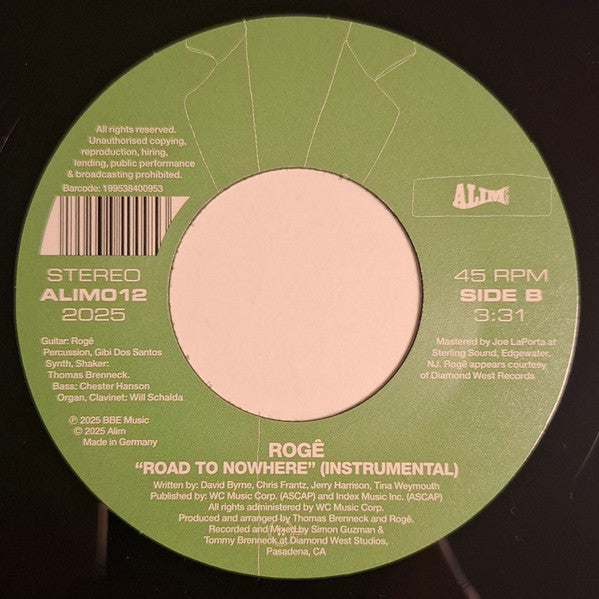 All rights reserved.
Unauthorised copying,
reproduction, hiring,
lending, public performance
& broadcasting prohibited.
Barcode: 199538400953
ALIM
STEREO
ALIM012
2025
45 RPM
SIDE B
3:31
Guitar: Rogê
Percussion, Gibi Dos Santos
Synth, Shaker:
Thomas Brenneck.
Bass: Chester Hanson
Organ, Clavinet: Will Schalda
Mastered by Joe LaPorta at
Sterling Sound, Edgewater,
NJ. Rogê appears courtesy
of Diamond West Records.
℗ 2025 BBE Music
© 2025 Alim
Made in Germany
ROGÊ
“ROAD TO NOWHERE” (INSTRUMENTAL)
Written by: David Byrne, Chris Frantz, Jerry Harrison, Tina Weymouth
Published by: WC Music Corp. (ASCAP) and Index Music Inc. (ASCAP)
All rights administered by WC Music Corp.
Produced and arranged by Thomas Brenneck and Rogê.
Recorded and Mixed by Simon Guzman &
Tommy Brenneck at Diamond West Studios,
Pasadena, CA